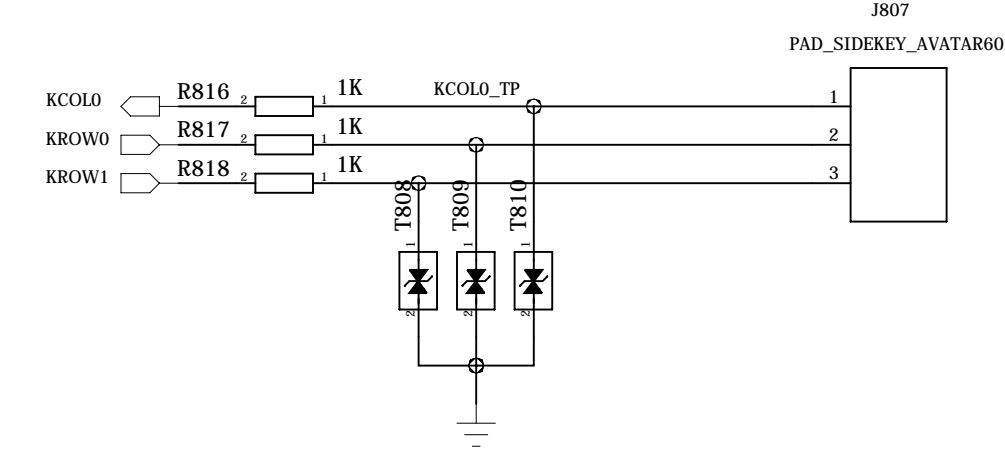 J807
PAD_SIDEKEY_AVATAR60
KCOL0 R816 2 1 1K KCOL0_TP 1
KROW0 R817 2 1 1K 2
KROW1 R818 2 1 1K 3
T808 T809 T810
1 1 1
2 2 2